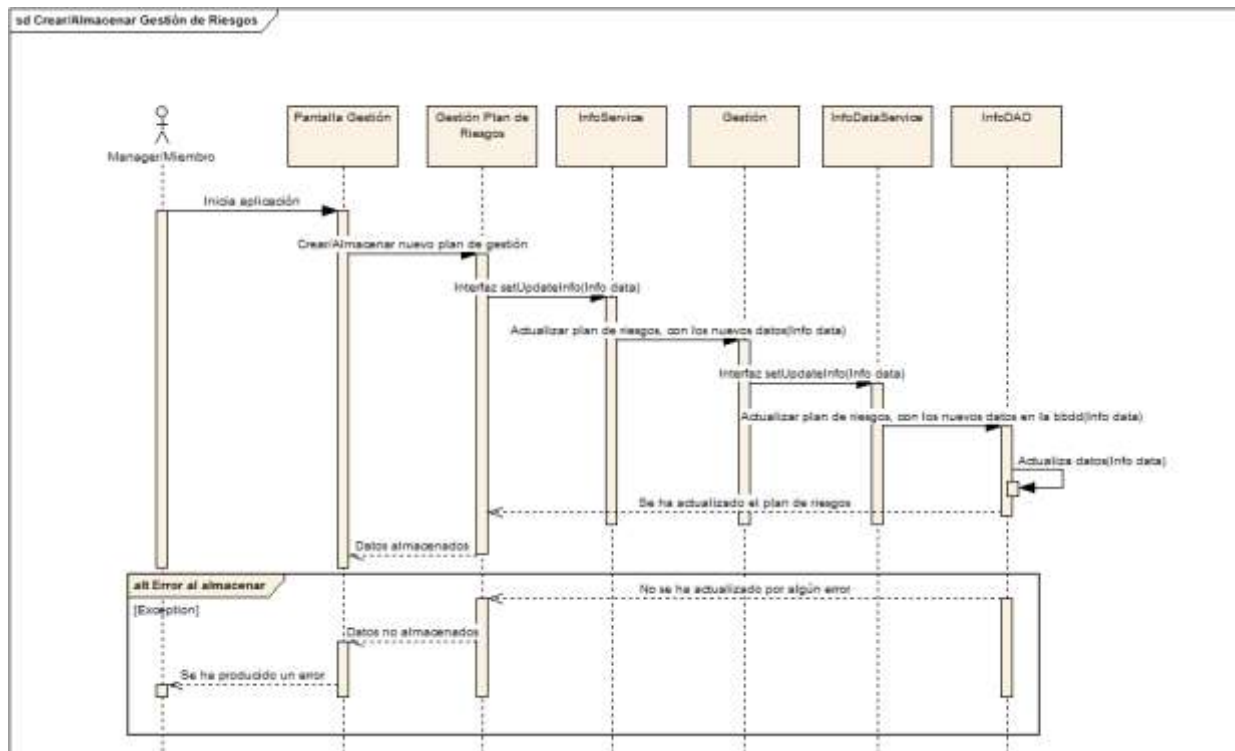 sd Crear/Almacenar Gestión de Riesgos
Manager/Miembro
Pantalla Gestión
Gestión Plan de
Riesgos
InfoService
Gestión
InfoDataService
InfoDAO
Inicia aplicación
Crear/Almacenar nuevo plan de gestión
Interfaz setUpdateInfo(Info data)
Actualizar plan de riesgos, con los nuevos datos(Info data)
Interfaz setUpdateInfo(Info data)
Actualizar plan de riesgos, con los nuevos datos en la bbdd(Info data)
Actualiza datos(Info data)
Se ha actualizado el plan de riesgos
Datos almacenados
alt Error al almacenar
[Exception]
No se ha actualizado por algún error
Datos no almacenados
Se ha producido un error